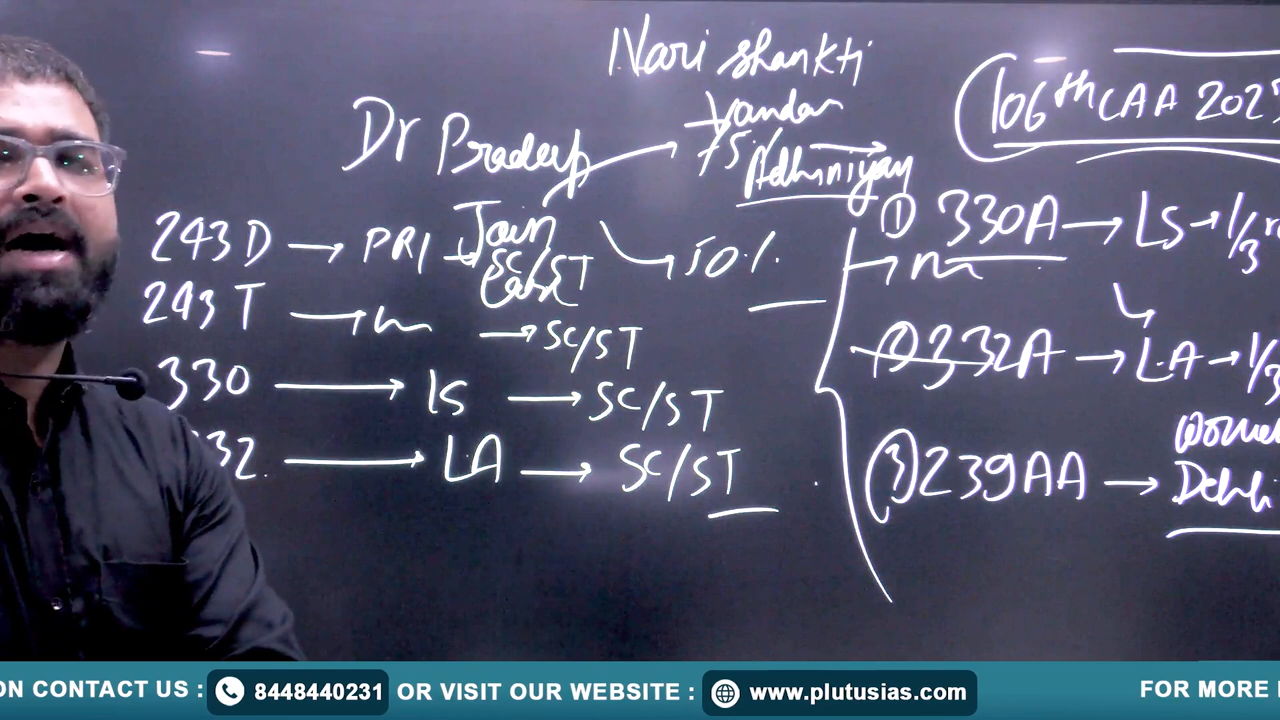 Nari Shankti
Vandan
Adhiniyam
75%
106th CAA 2023
Dr Pradeep
Jain Case
50%
243D → PRI → SC/ST
243T → m → SC/ST
330 → LS → SC/ST
332 → LA → SC/ST
① 330A → LS → 1/3 r
→ m
② 332A → LA → 1/3
women
③ 239AA → Delhi
ON CONTACT US : 8448440231 OR VISIT OUR WEBSITE : www.plutusias.com FOR MORE